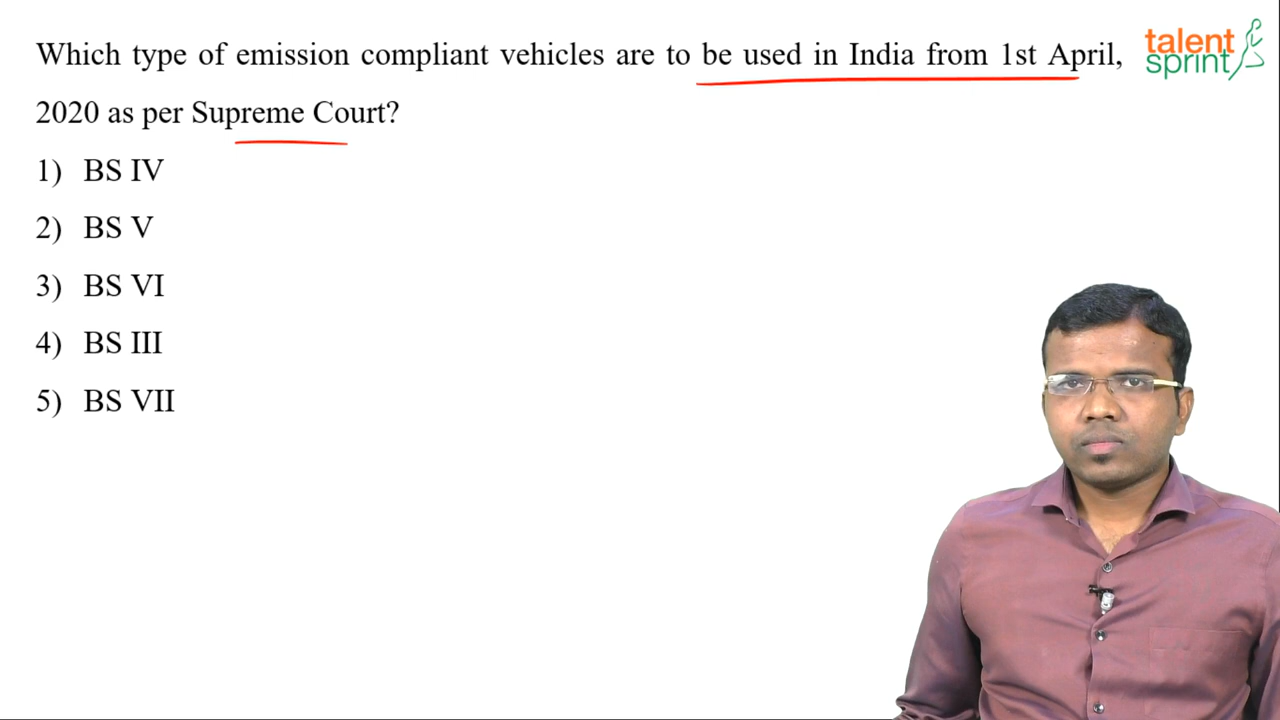 Which type of emission compliant vehicles are to be used in India from 1st April,
2020 as per Supreme Court?
1) BS IV
2) BS V
3) BS VI
4) BS III
5) BS VII
talent
sprint